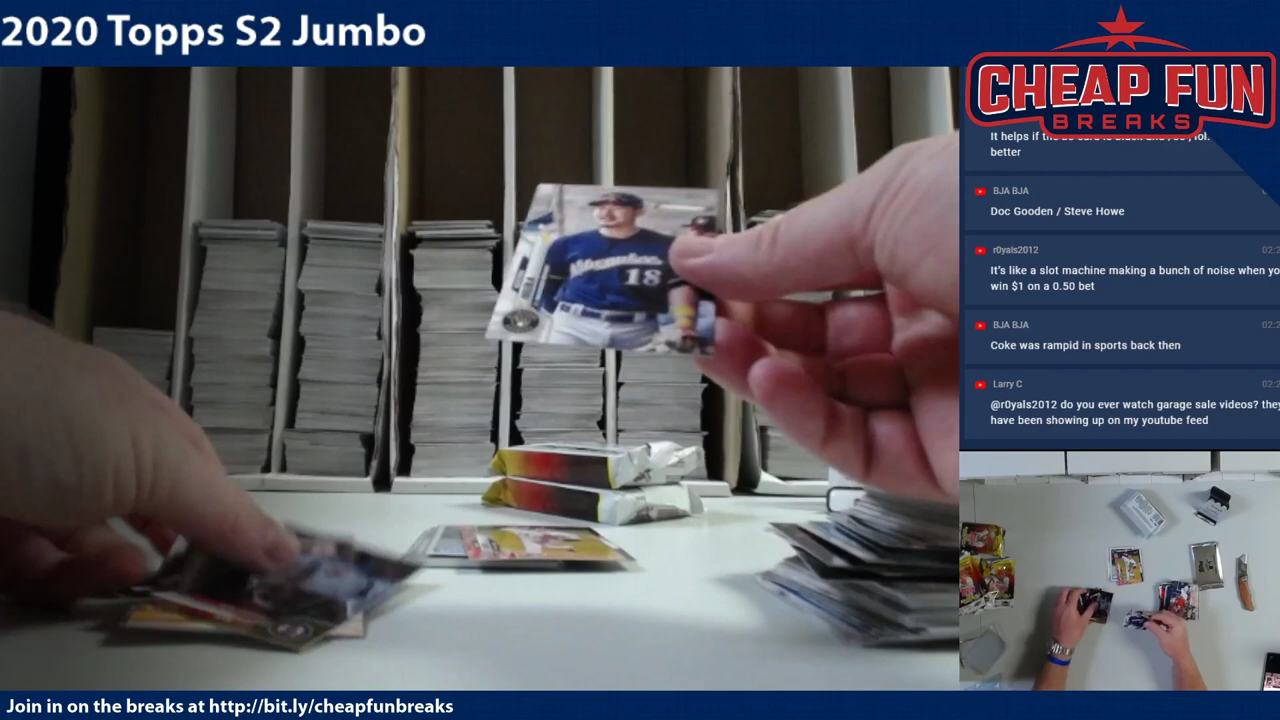 2020 Topps S2 Jumbo
CHEAP FUN
BREAKS
It helps if
better
BJA BJA
Doc Gooden / Steve Howe
r0yals2012
It's like a slot machine making a bunch of noise when yo
win $1 on a 0.50 bet
BJA BJA
Coke was rampid in sports back then
Larry C
@r0yals2012 do you ever watch garage sale videos? they
have been showing up on my youtube feed
Milwaukee
18
Join in on the breaks at http://bit.ly/cheapfunbreaks